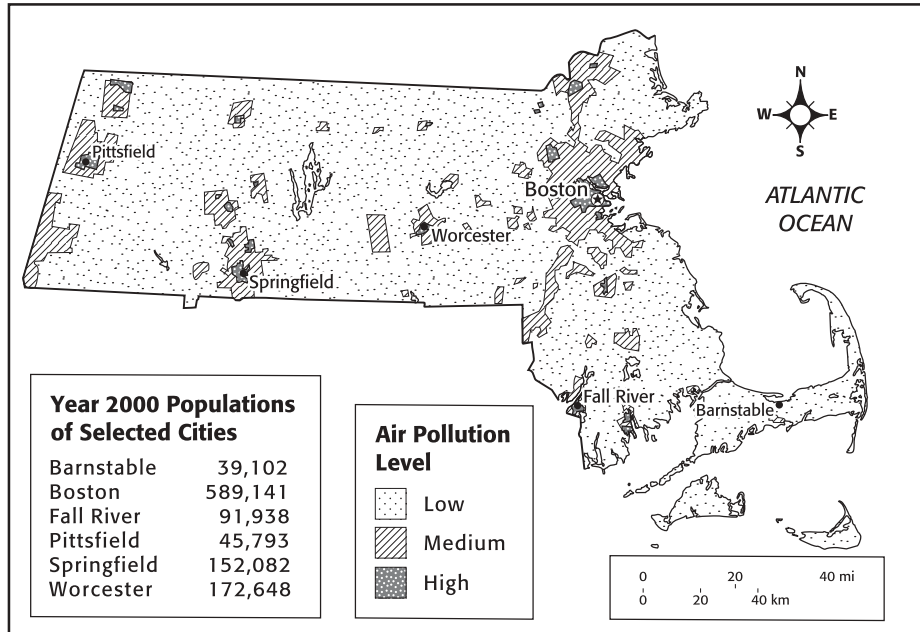 N
W E
S
Pittsfield
Boston
ATLANTIC
OCEAN
Worcester
Springfield
Fall River
Barnstable
Year 2000 Populations
of Selected Cities
Barnstable 39,102
Boston 589,141
Fall River 91,938
Pittsfield 45,793
Springfield 152,082
Worcester 172,648
Air Pollution
Level
Low
Medium
High
0 20 40 mi
0 20 40 km